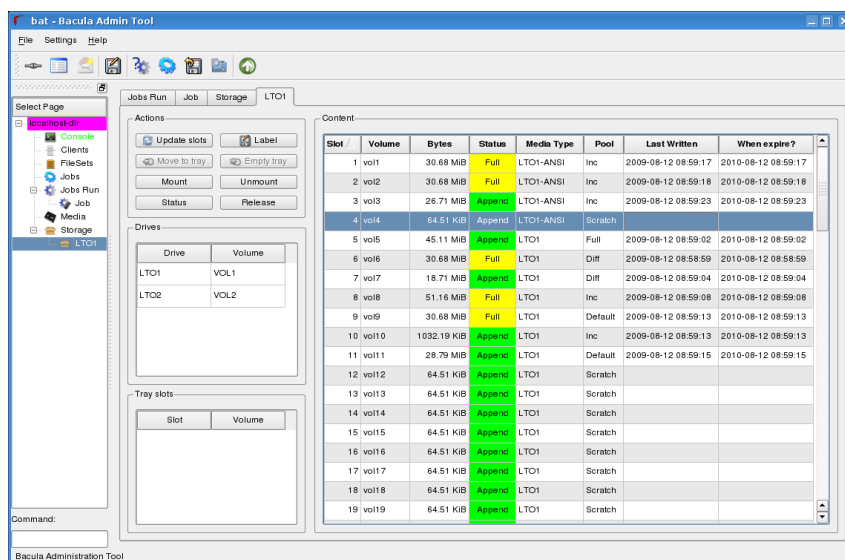 bat - Bacula Admin Tool
File Settings Help
Select Page
localhost-dir
Console
Clients
FileSets
Jobs
Jobs Run
Job
Media
Storage
LTO1
Command:
Jobs Run Job Storage LTO1
Actions
Update slots Label
Move to tray Empty tray
Mount Unmount
Status Release
Drives
Drive Volume
LTO1 VOL1
LTO2 VOL2
Tray slots
Slot Volume
Content
Slot Volume Bytes Status Media Type Pool Last Written When expire?
1 vol1 30.68 MiB Full LTO1-ANSI Inc 2009-08-12 08:59:17 2010-08-12 08:59:17
2 vol2 30.68 MiB Full LTO1-ANSI Inc 2009-08-12 08:59:18 2010-08-12 08:59:18
3 vol3 26.71 MiB Append LTO1-ANSI Inc 2009-08-12 08:59:23 2010-08-12 08:59:23
4 vol4 64.51 KiB Append LTO1-ANSI Scratch
5 vol5 45.11 MiB Append LTO1 Full 2009-08-12 08:59:02 2010-08-12 08:59:02
6 vol6 30.68 MiB Full LTO1 Diff 2009-08-12 08:58:59 2010-08-12 08:58:59
7 vol7 18.71 MiB Append LTO1 Diff 2009-08-12 08:59:04 2010-08-12 08:59:04
8 vol8 51.16 MiB Full LTO1 Inc 2009-08-12 08:59:08 2010-08-12 08:59:08
9 vol9 30.68 MiB Full LTO1 Default 2009-08-12 08:59:13 2010-08-12 08:59:13
10 vol10 1032.19 KiB Append LTO1 Inc 2009-08-12 08:59:13 2010-08-12 08:59:13
11 vol11 28.79 MiB Append LTO1 Default 2009-08-12 08:59:15 2010-08-12 08:59:15
12 vol12 64.51 KiB Append LTO1 Scratch
13 vol13 64.51 KiB Append LTO1 Scratch
14 vol14 64.51 KiB Append LTO1 Scratch
15 vol15 64.51 KiB Append LTO1 Scratch
16 vol16 64.51 KiB Append LTO1 Scratch
17 vol17 64.51 KiB Append LTO1 Scratch
18 vol18 64.51 KiB Append LTO1 Scratch
19 vol19 64.51 KiB Append LTO1 Scratch
Bacula Administration Tool